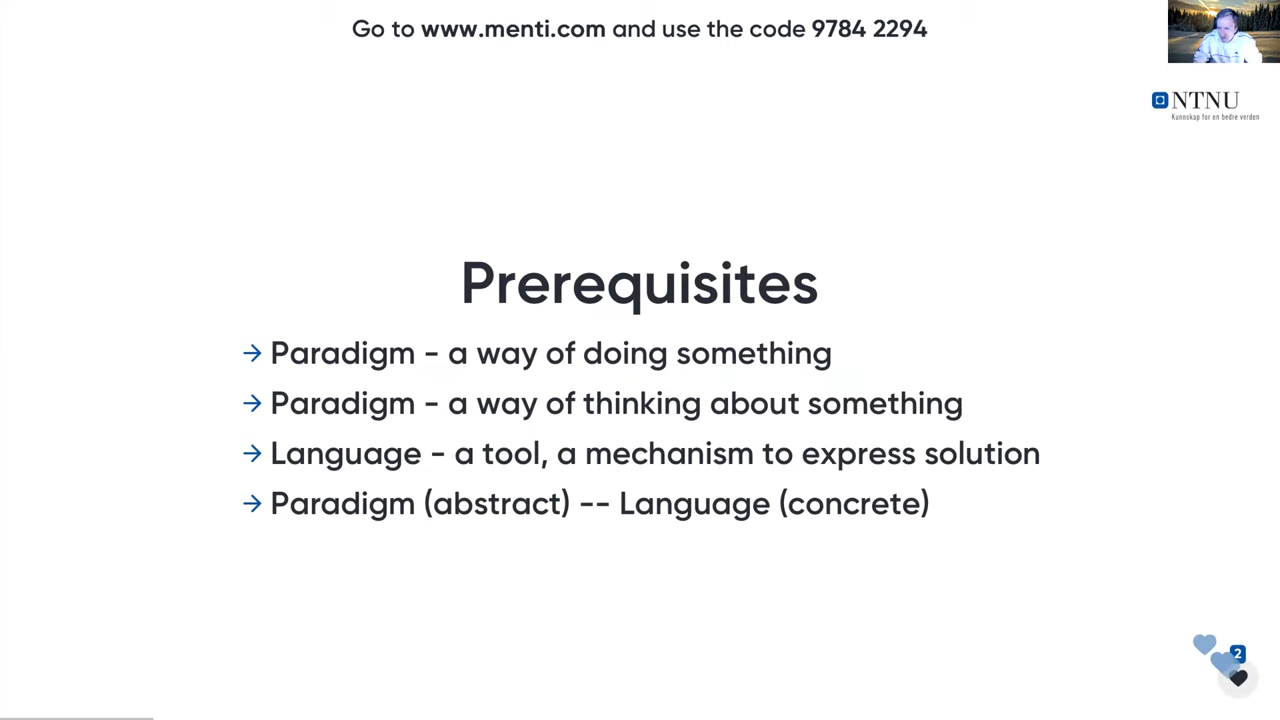 Go to www.menti.com and use the code 9784 2294
NTNU
Kunnskap for en bedre verden
Prerequisites
→ Paradigm - a way of doing something
→ Paradigm - a way of thinking about something
→ Language - a tool, a mechanism to express solution
→ Paradigm (abstract) -- Language (concrete)
2